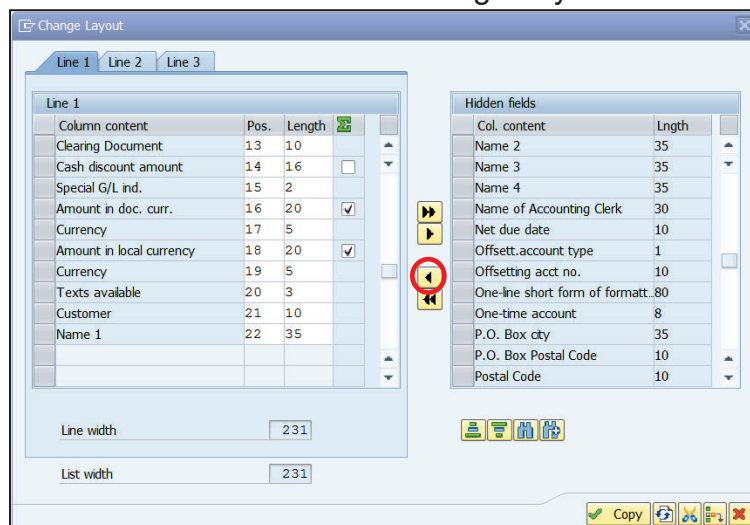 Change Layout
Line 1 Line 2 Line 3
Line 1
Column content Pos. Length
Clearing Document 13 10
Cash discount amount 14 16
Special G/L ind. 15 2
Amount in doc. curr. 16 20
Currency 17 5
Amount in local currency 18 20
Currency 19 5
Texts available 20 3
Customer 21 10
Name 1 22 35
Line width 231
List width 231
Hidden fields
Col. content Lngth
Name 2 35
Name 3 35
Name 4 35
Name of Accounting Clerk 30
Net due date 10
Offsett.account type 1
Offsetting acct no. 10
One-line short form of formatt.. 80
One-time account 8
P.O. Box city 35
P.O. Box Postal Code 10
Postal Code 10
Copy